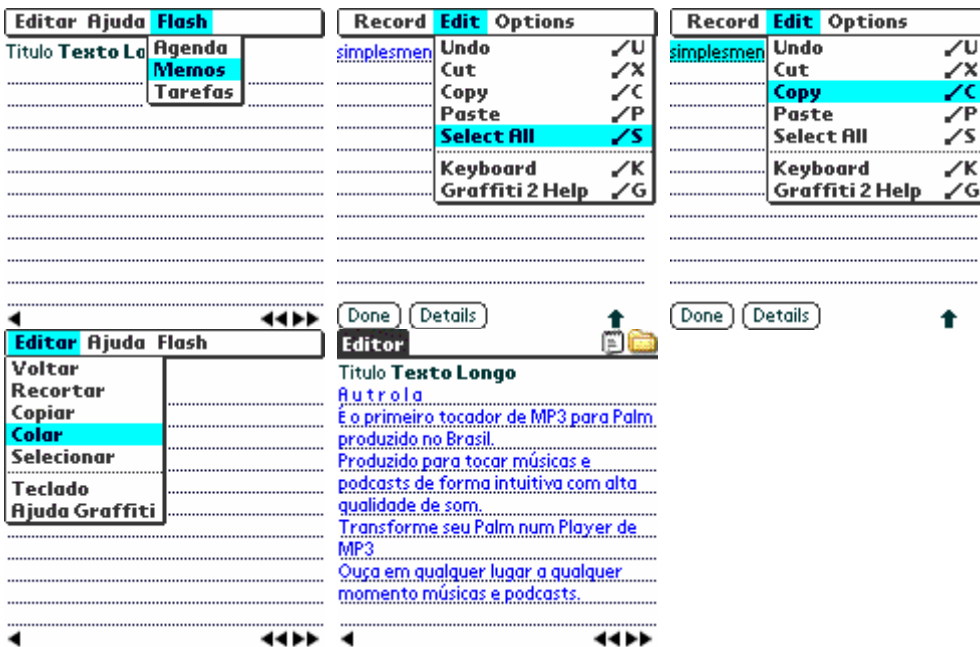 Editar Ajuda Flash
Titulo Texto Lo
Agenda
Memos
Tarefas
Record Edit Options
simplesmen
Undo /U
Cut /X
Copy /C
Paste /P
Select All /S
Keyboard /K
Graffiti 2 Help /G
Done Details
Record Edit Options
simplesmen
Undo /U
Cut /X
Copy /C
Paste /P
Select All /S
Keyboard /K
Graffiti 2 Help /G
Done Details
Editar Ajuda Flash
Voltar
Recortar
Copiar
Colar
Selecionar
Teclado
Ajuda Graffiti
Editor
Titulo Texto Longo
A u t r o l a
É o primeiro tocador de MP3 para Palm
produzido no Brasil.
Produzido para tocar músicas e
podcasts de forma intuitiva com alta
qualidade de som.
Transforme seu Palm num Player de
MP3
Ouça em qualquer lugar a qualquer
momento músicas e podcasts.